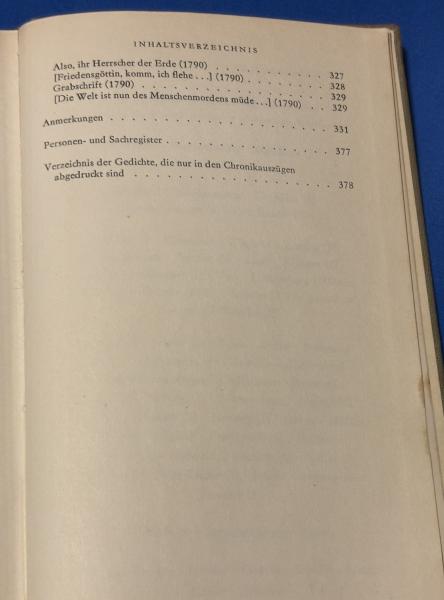 INHALTSVERZEICHNIS
Also, ihr Herrscher der Erde (1790) . . . . . . . . . . 327
[Friedensgöttin, komm, ich flehe . . .] (1790) . . . . . . . 328
Grabschrift (1790) . . . . . . . . . . . . . . . . 329
[Die Welt ist nun des Menschenmordens müde . . .] (1790) . . 329
Anmerkungen . . . . . . . . . . . . . . . . . . . 331
Personen- und Sachregister . . . . . . . . . . . . . . 377
Verzeichnis der Gedichte, die nur in den Chronikauszügen
abgedruckt sind . . . . . . . . . . . . . . . . . 378